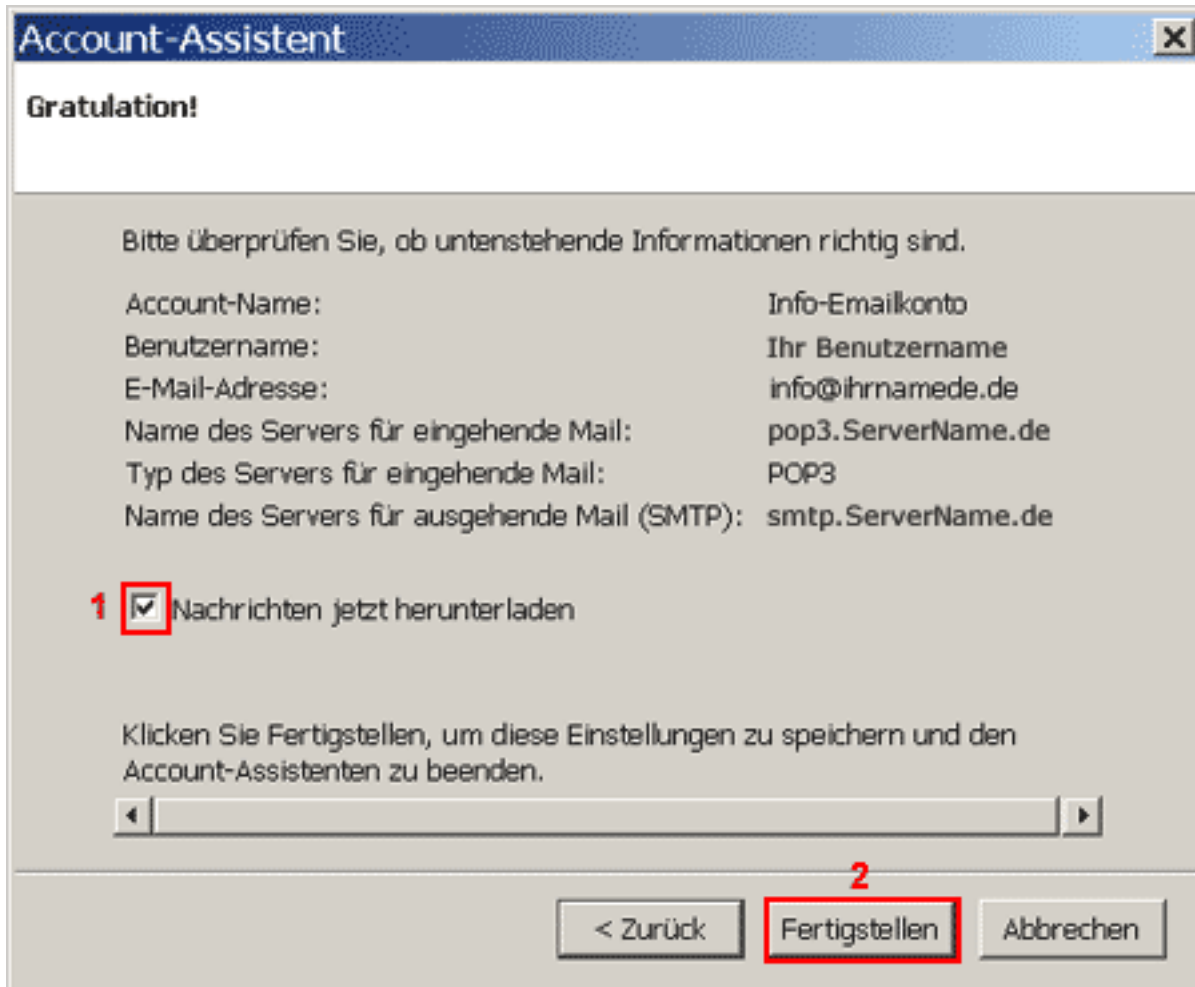 Account-Assistent
Gratulation!
Bitte überprüfen Sie, ob untenstehende Informationen richtig sind.
Account-Name: Info-Emailkonto
Benutzername: Ihr Benutzername
E-Mail-Adresse: info@ihrnamede.de
Name des Servers für eingehende Mail: pop3.ServerName.de
Typ des Servers für eingehende Mail: POP3
Name des Servers für ausgehende Mail (SMTP): smtp.ServerName.de
1 Nachrichten jetzt herunterladen
Klicken Sie Fertigstellen, um diese Einstellungen zu speichern und den
Account-Assistenten zu beenden.
2
< Zurück Fertigstellen Abbrechen